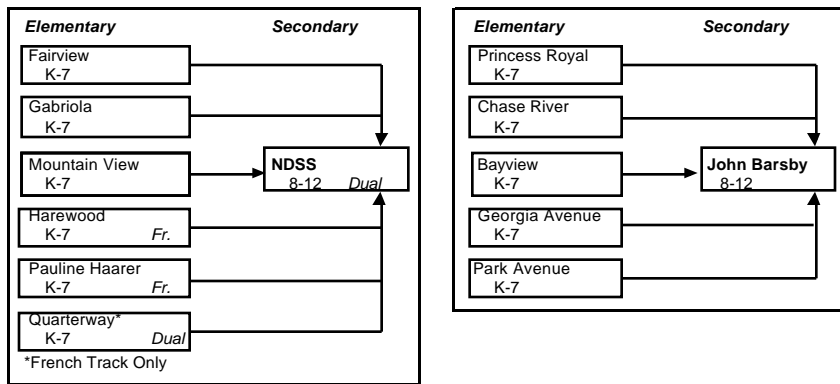 Elementary Secondary
Fairview
K-7
Gabriola
K-7
Mountain View
K-7
NDSS
8-12 Dual
Harewood
K-7 Fr.
Pauline Haarer
K-7 Fr.
Quarterway*
K-7 Dual
*French Track Only
Elementary Secondary
Princess Royal
K-7
Chase River
K-7
Bayview
K-7
John Barsby
8-12
Georgia Avenue
K-7
Park Avenue
K-7